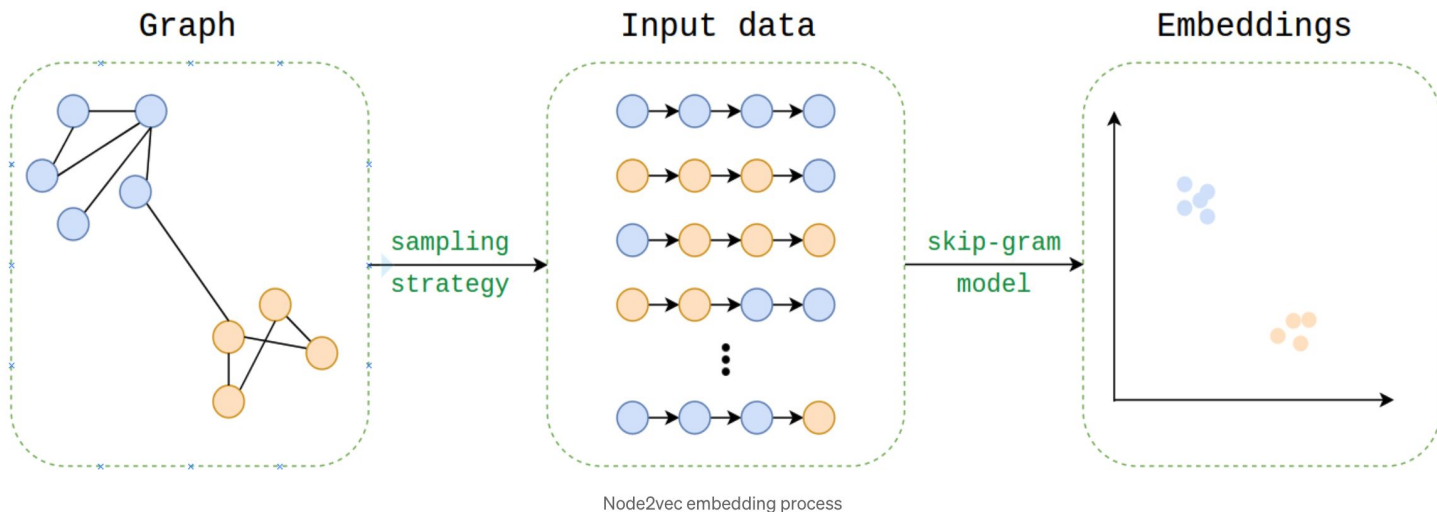 Graph
Input data
Embeddings
sampling
strategy
skip-gram
model
Node2vec embedding process